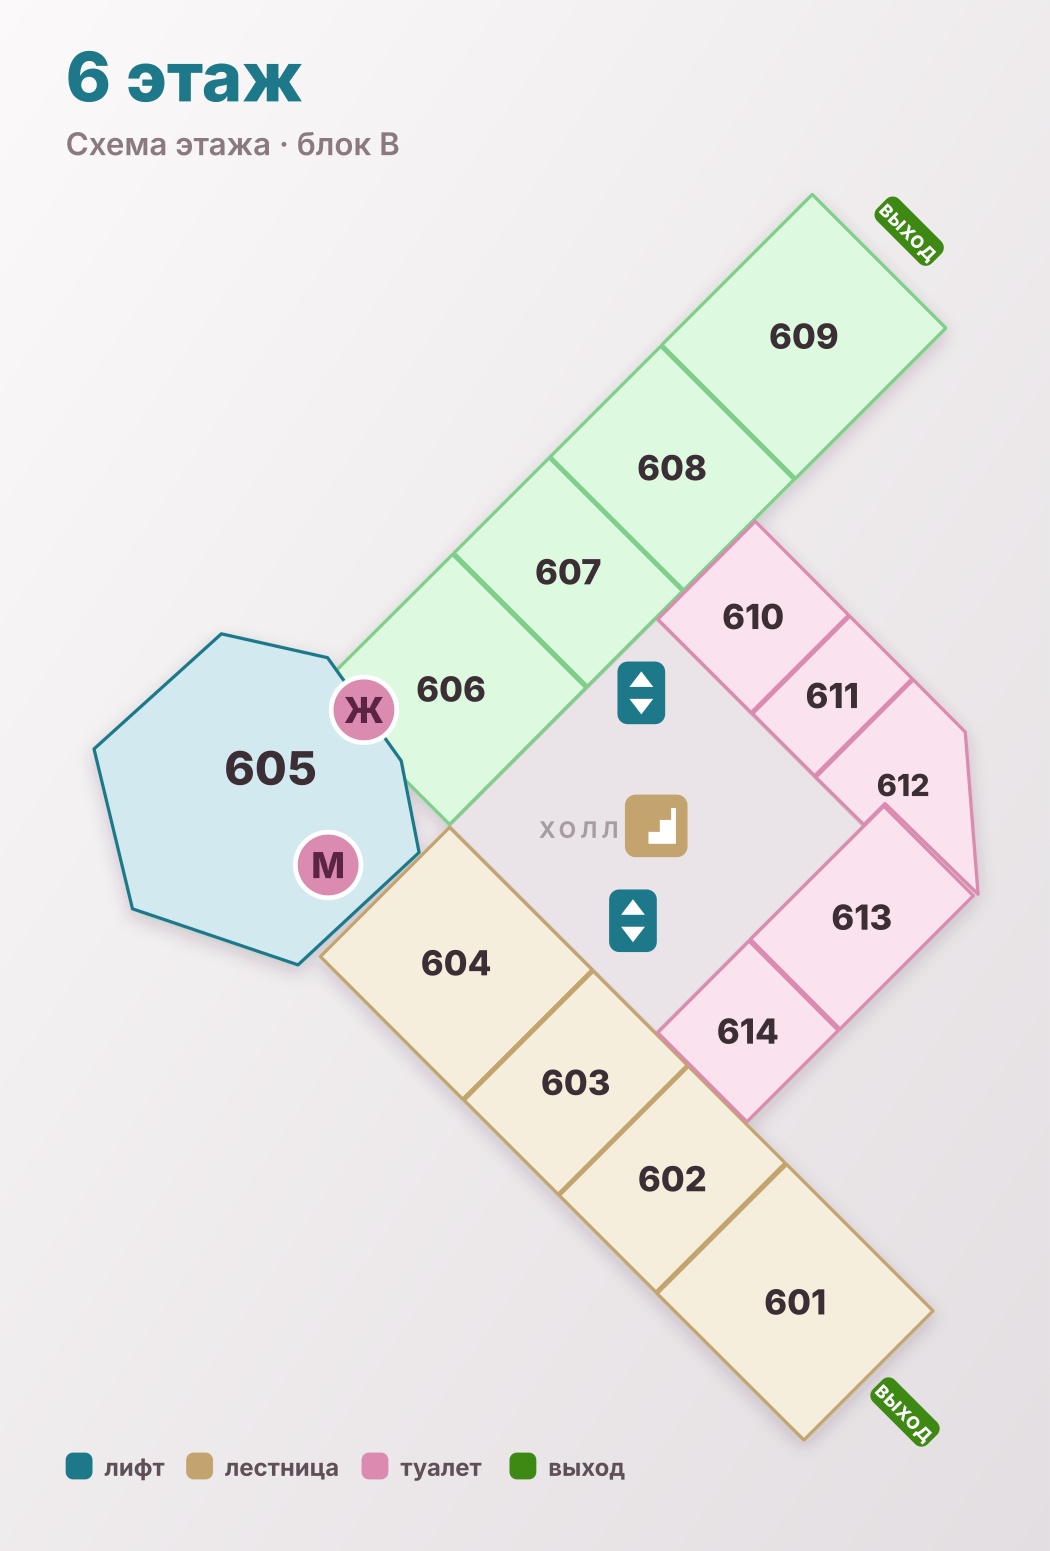 6 этаж
Схема этажа · блок В
ВЫХОД
609
608
607
610
606
611
Ж
605
612
ХОЛЛ
М
613
604
614
603
602
601
ВЫХОД
лифт
лестница
туалет
выход